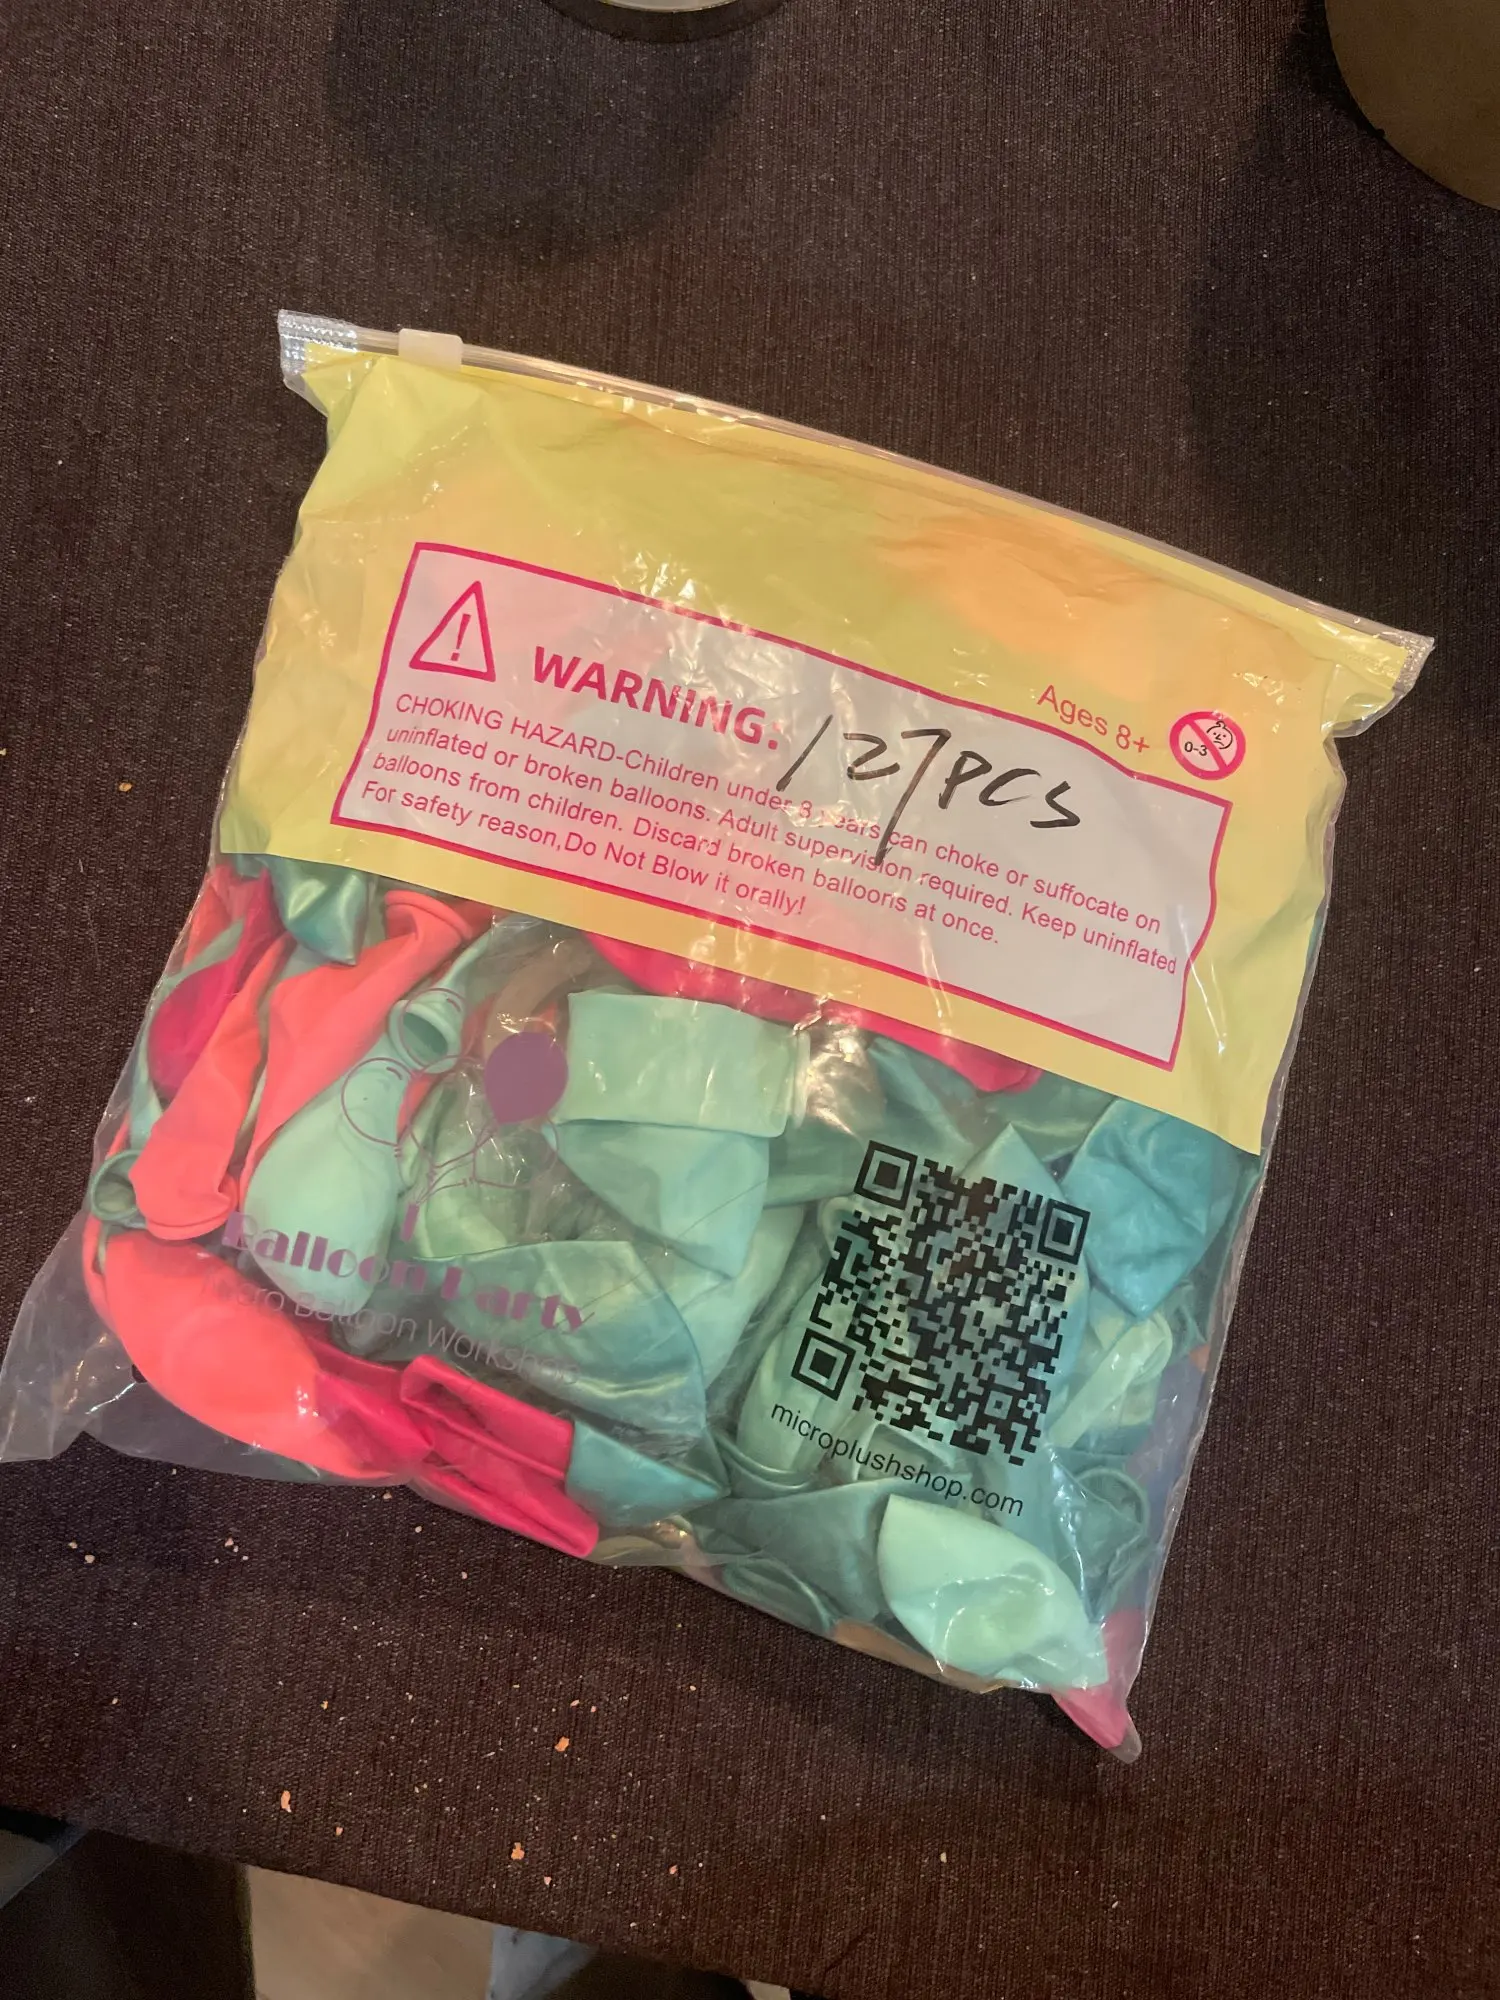 Ages 8+
0-3
WARNING:
127PCS
CHOKING HAZARD-Children under 8 years can choke or suffocate on
uninflated or broken balloons. Adult supervision required. Keep uninflated
balloons from children. Discard broken balloons at once.
For safety reason,Do Not Blow it orally!
Balloon Party
Micro Balloon Workshop
microplushshop.com